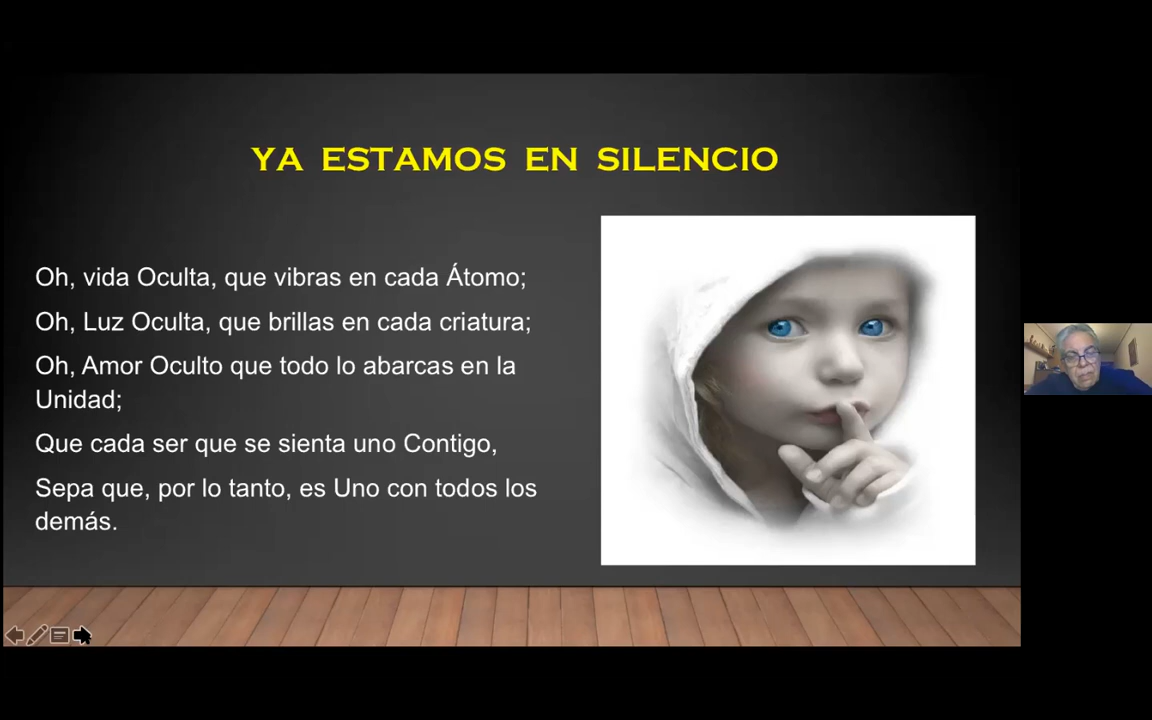 YA ESTAMOS EN SILENCIO
Oh, vida Oculta, que vibras en cada Átomo;
Oh, Luz Oculta, que brillas en cada criatura;
Oh, Amor Oculto que todo lo abarcas en la
Unidad;
Que cada ser que se sienta uno Contigo,
Sepa que, por lo tanto, es Uno con todos los
demás.